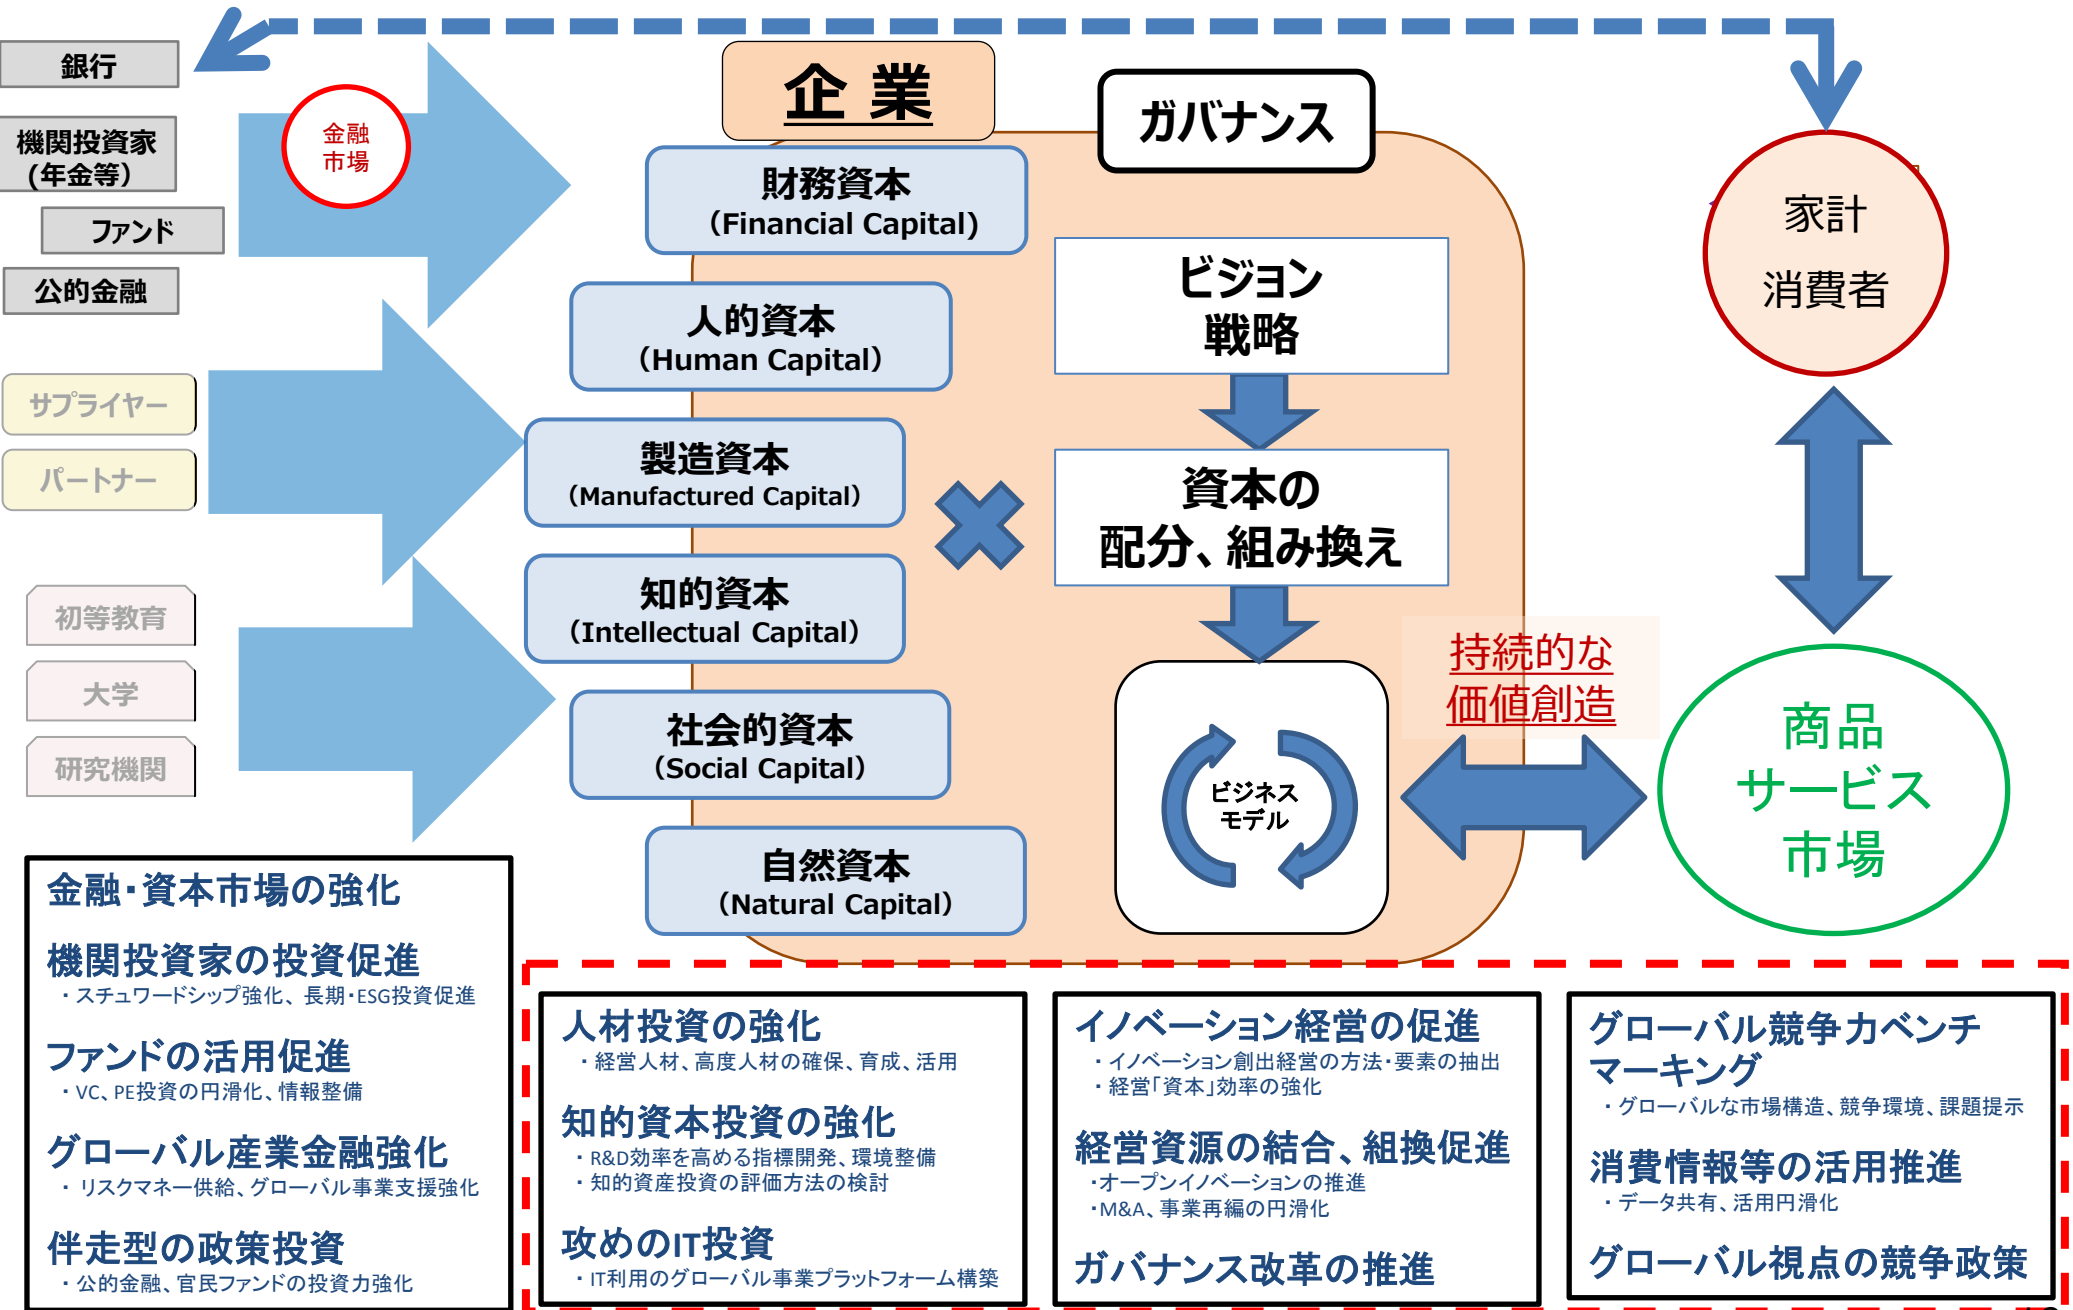 銀行
機関投資家
(年金等)
ファンド
公的金融
サプライヤー
パートナー
初等教育
大学
研究機関
金融
市場
企 業
ガバナンス
財務資本
(Financial Capital)
人的資本
(Human Capital)
製造資本
(Manufactured Capital)
知的資本
(Intellectual Capital)
社会的資本
(Social Capital)
自然資本
(Natural Capital)
ビジョン
戦略
資本の
配分、組み換え
ビジネス
モデル
持続的な
価値創造
家計
消費者
商品
サービス
市場
金融・資本市場の強化
機関投資家の投資促進
・スチュワードシップ強化、長期・ESG投資促進
ファンドの活用促進
・VC、PE投資の円滑化、情報整備
グローバル産業金融強化
・リスクマネー供給、グローバル事業支援強化
伴走型の政策投資
・公的金融、官民ファンドの投資力強化
人材投資の強化
・経営人材、高度人材の確保、育成、活用
知的資本投資の強化
・R&D効率を高める指標開発、環境整備
・知的資産投資の評価方法の検討
攻めのIT投資
・IT利用のグローバル事業プラットフォーム構築
イノベーション経営の促進
・イノベーション創出経営の方法・要素の抽出
・経営「資本」効率の強化
経営資源の結合、組換促進
・オープンイノベーションの推進
・M&A、事業再編の円滑化
ガバナンス改革の推進
グローバル競争力ベンチ
マーキング
・グローバルな市場構造、競争環境、課題提示
消費情報等の活用推進
・データ共有、活用円滑化
グローバル視点の競争政策